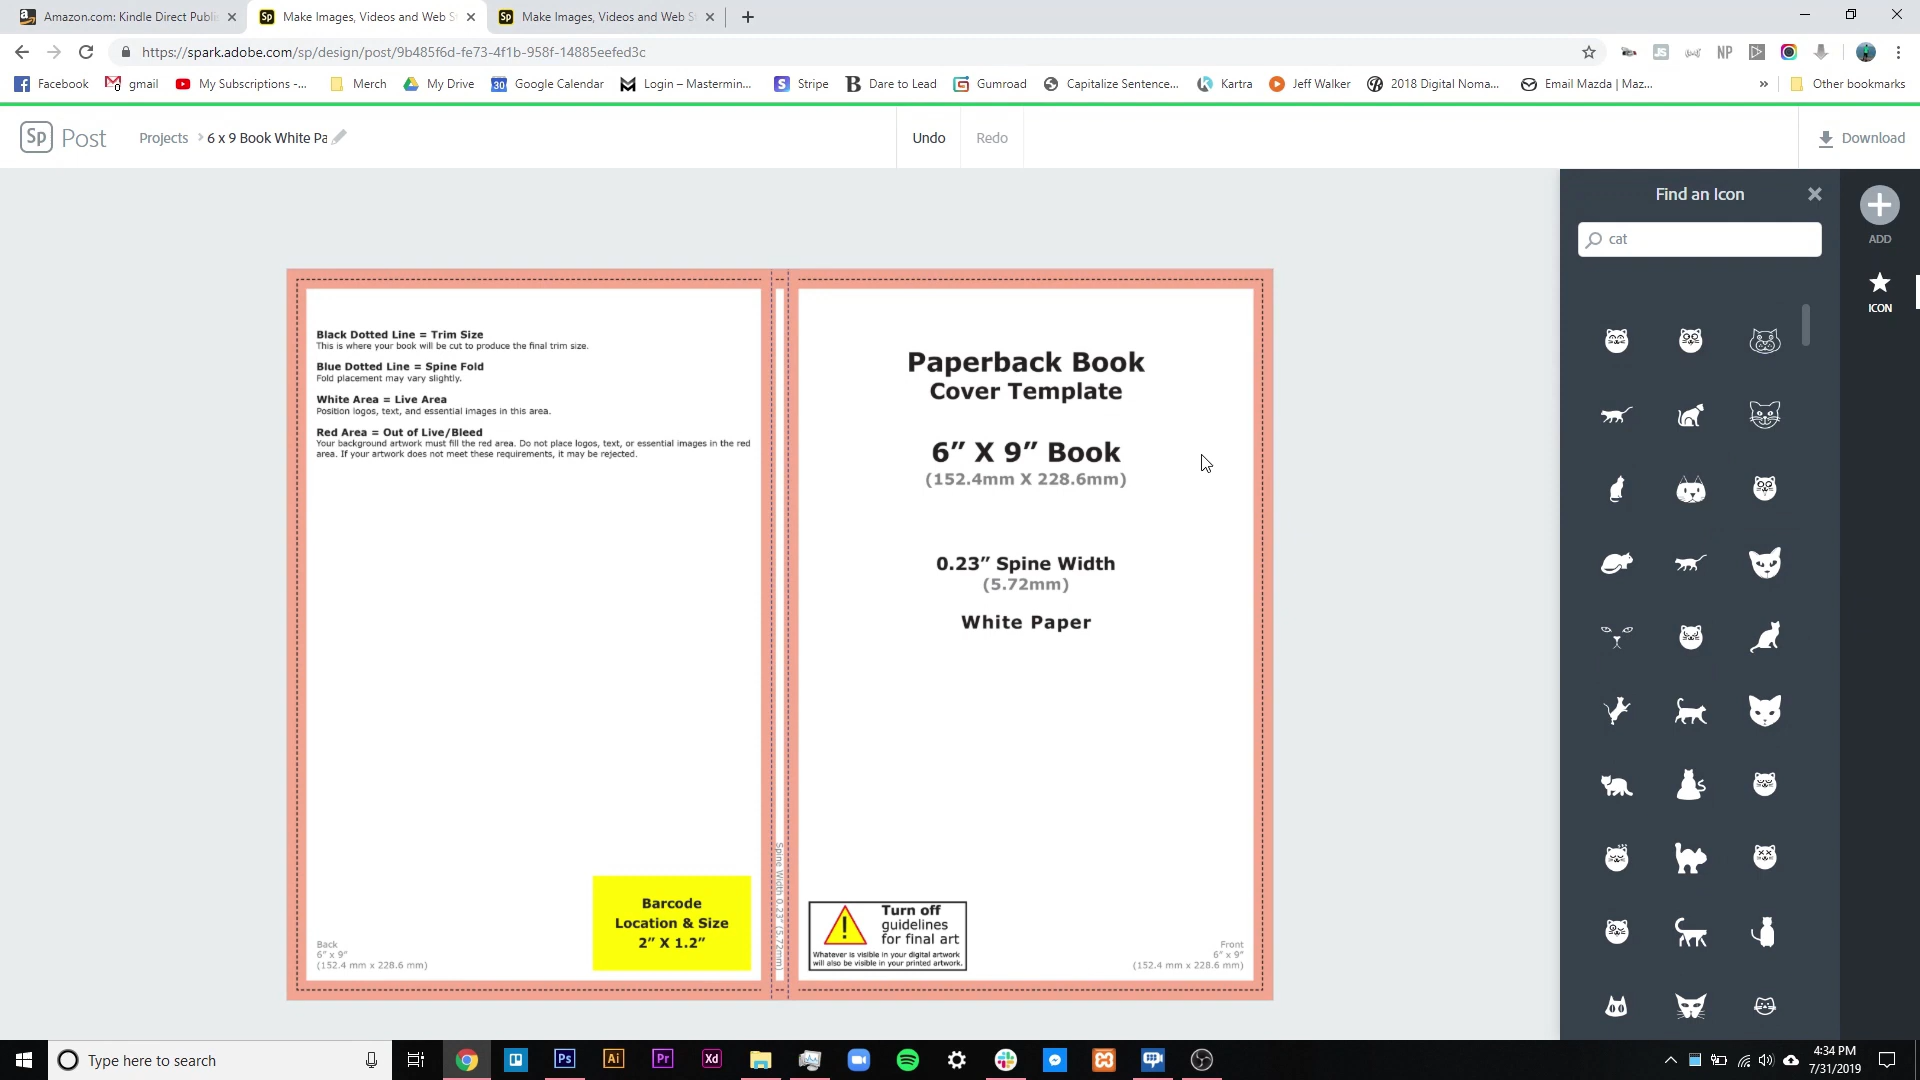 Amazon.com: Kindle Direct Publi
Make Images, Videos and Web S
Make Images, Videos and Web S
https://spark.adobe.com/sp/design/post/9b485f6d-fe73-4f1b-958f-14885eefed3c
Facebook
gmail
My Subscriptions -...
Merch
My Drive
Google Calendar
Login – Mastermin...
Stripe
Dare to Lead
Gumroad
Capitalize Sentence...
Kartra
Jeff Walker
2018 Digital Noma...
Email Mazda | Maz...
»
Other bookmarks
Sp Post
Projects > 6 x 9 Book White Pa
Undo
Redo
Download
Find an Icon
cat
ADD
ICON
Black Dotted Line = Trim Size
This is where your book will be cut to produce the final trim size.
Blue Dotted Line = Spine Fold
Fold placement may vary slightly.
White Area = Live Area
Position logos, text, and essential images in this area.
Red Area = Out of Live/Bleed
Your background artwork must fill the red area. Do not place logos, text, or essential images in the red
area. If your artwork does not meet these requirements, it may be rejected.
Barcode
Location & Size
2” X 1.2”
Back
6” x 9”
(152.4 mm x 228.6 mm)
Spine Width 0.23” (5.72mm)
Paperback Book
Cover Template
6” X 9” Book
(152.4mm X 228.6mm)
0.23” Spine Width
(5.72mm)
White Paper
Turn off
guidelines
for final art
Whatever is visible in your digital artwork
will also be visible in your printed artwork.
Front
6” x 9”
(152.4 mm x 228.6 mm)
Type here to search
Ps
Ai
Pr
Xd
4:34 PM
7/31/2019